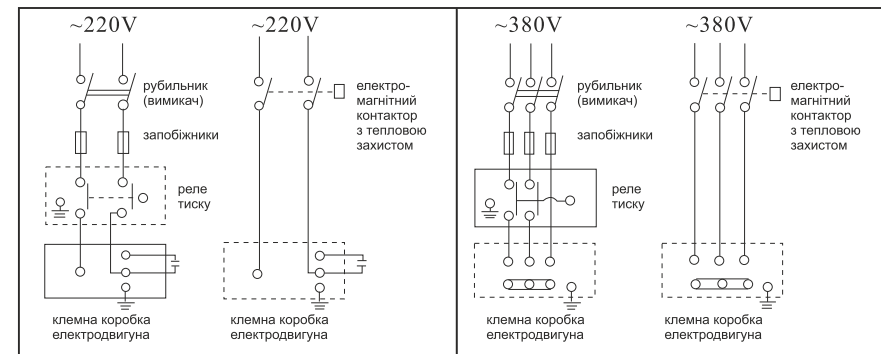 ~220V
~220V
рубильник
(вимикач)
електро-
магнітний
контактор
з тепловою
захистом
запобіжники
реле
тиску
клемна коробка
електродвигуна
клемна коробка
електродвигуна
~380V
~380V
рубильник
(вимикач)
електро-
магнітний
контактор
з тепловою
захистом
запобіжники
реле
тиску
клемна коробка
електродвигуна
клемна коробка
електродвигуна